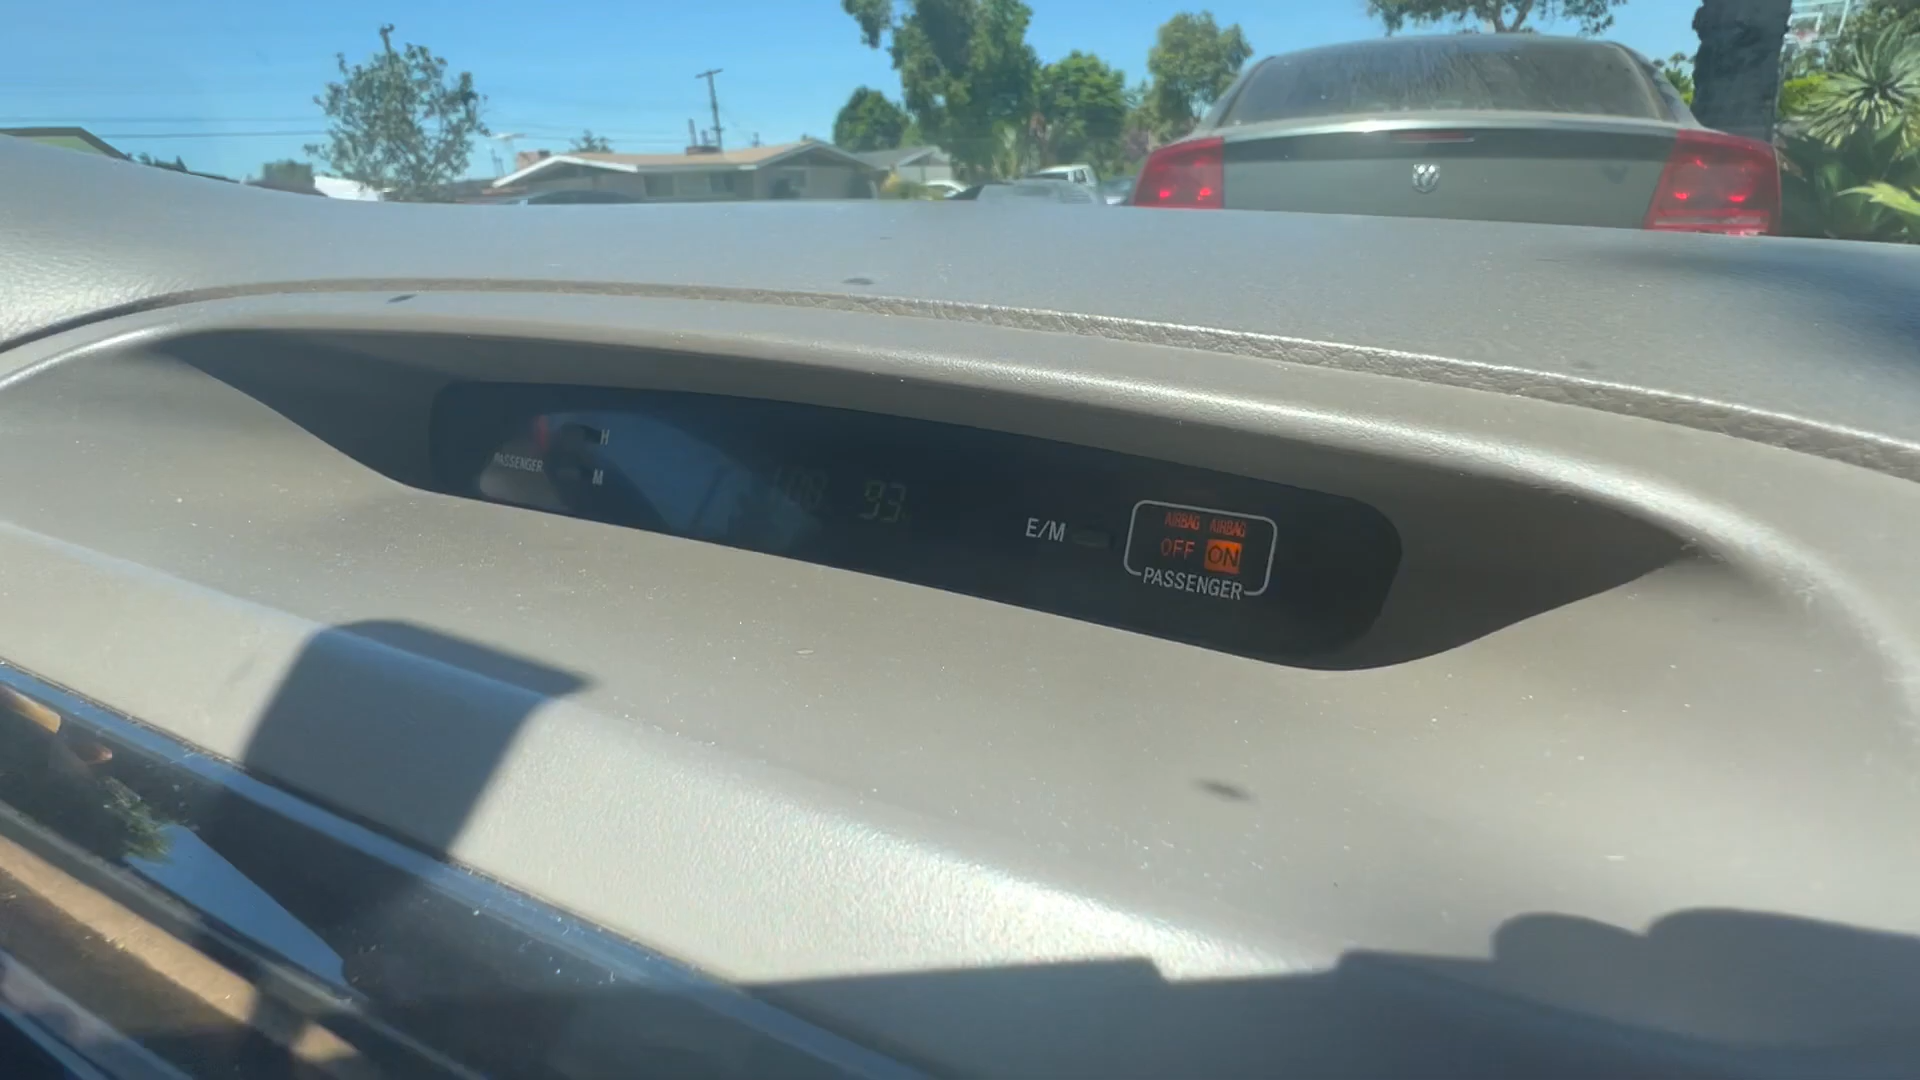 H
PASSENGER
M
93
E/M
AIRBAG AIRBAG
OFF ON
PASSENGER